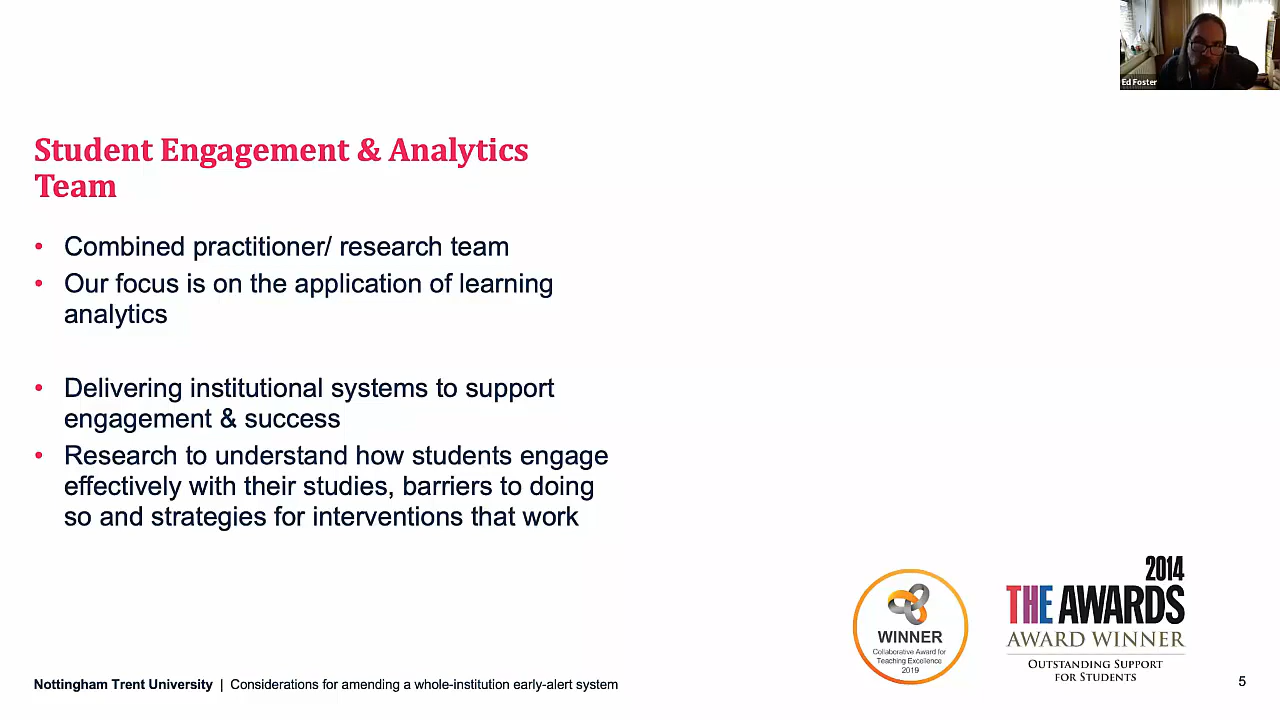 Ed Foster
Student Engagement & Analytics
Team
• Combined practitioner/ research team
• Our focus is on the application of learning
analytics
• Delivering institutional systems to support
engagement & success
• Research to understand how students engage
effectively with their studies, barriers to doing
so and strategies for interventions that work
WINNER
Collaborative Award for
Teaching Excellence
2019
2014
THE AWARDS
AWARD WINNER
OUTSTANDING SUPPORT
FOR STUDENTS
Nottingham Trent University | Considerations for amending a whole-institution early-alert system
5